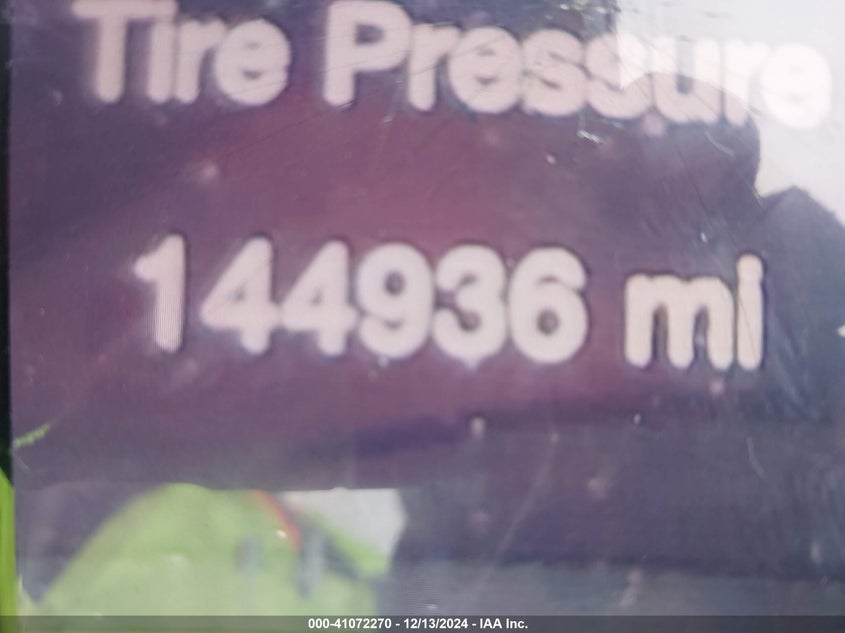 Tire Pressure
144936 mi
000-41072270 - 12/13/2024 - IAA Inc.